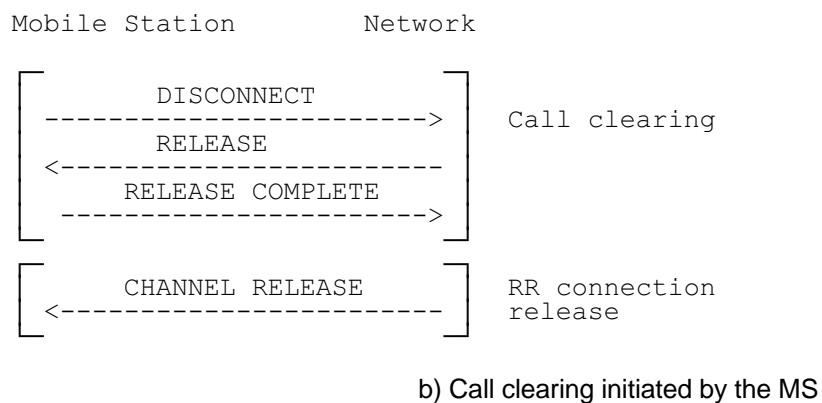 Mobile Station Network
DISCONNECT
-------------------------> Call clearing
RELEASE
<-------------------------
RELEASE COMPLETE
------------------------>
CHANNEL RELEASE RR connection
<------------------------- release
b) Call clearing initiated by the MS